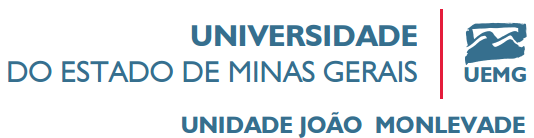 UNIVERSIDADE
DO ESTADO DE MINAS GERAIS
UEMG
UNIDADE JOÃO MONLEVADE